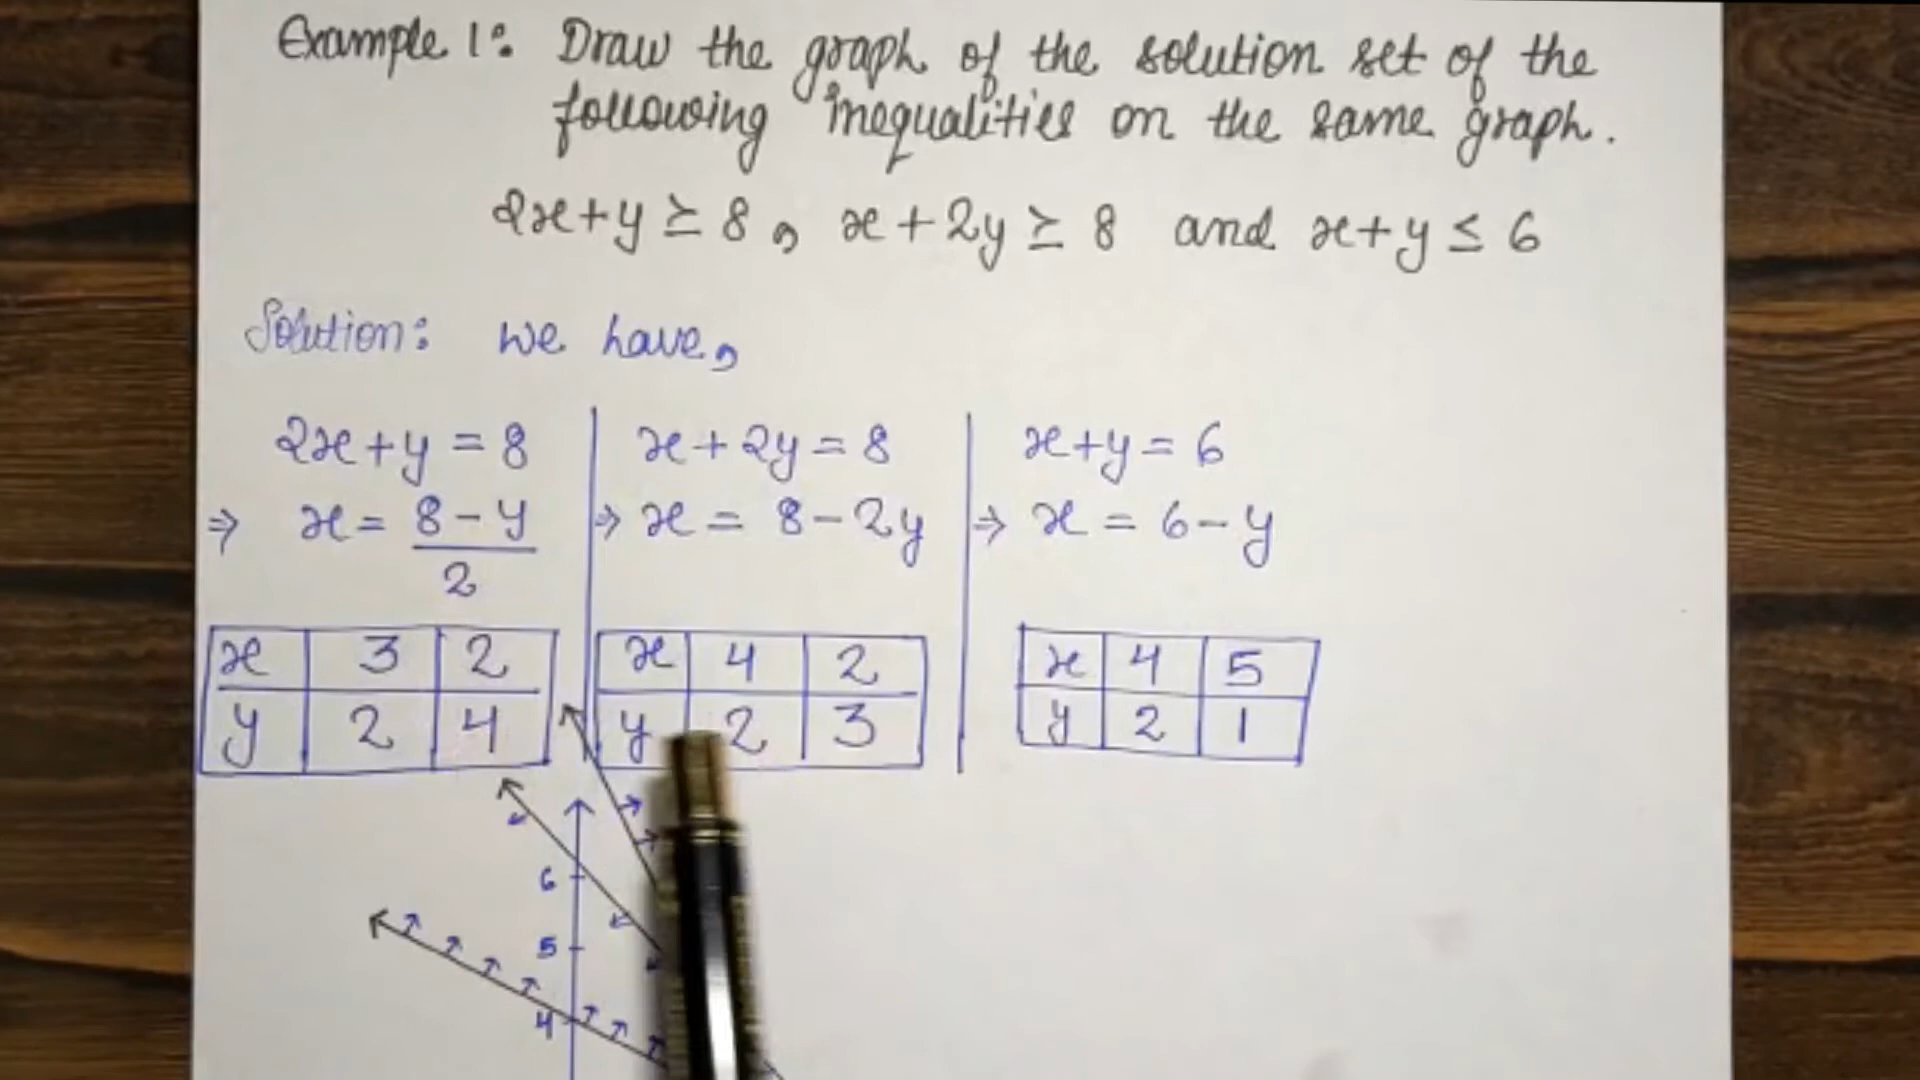 Example 1: Draw the graph of the solution set of the
following inequalities on the same graph.
2x+y ≥ 8, x+2y ≥ 8 and x+y ≤ 6
Solution: we have,
2x+y = 8
⇒ x = 8-y
2
x 3 2
y 2 4
x+2y = 8
⇒ x = 8-2y
x 4 2
y 2 3
x+y = 6
⇒ x = 6-y
x 4 5
y 2 1
6
5
4